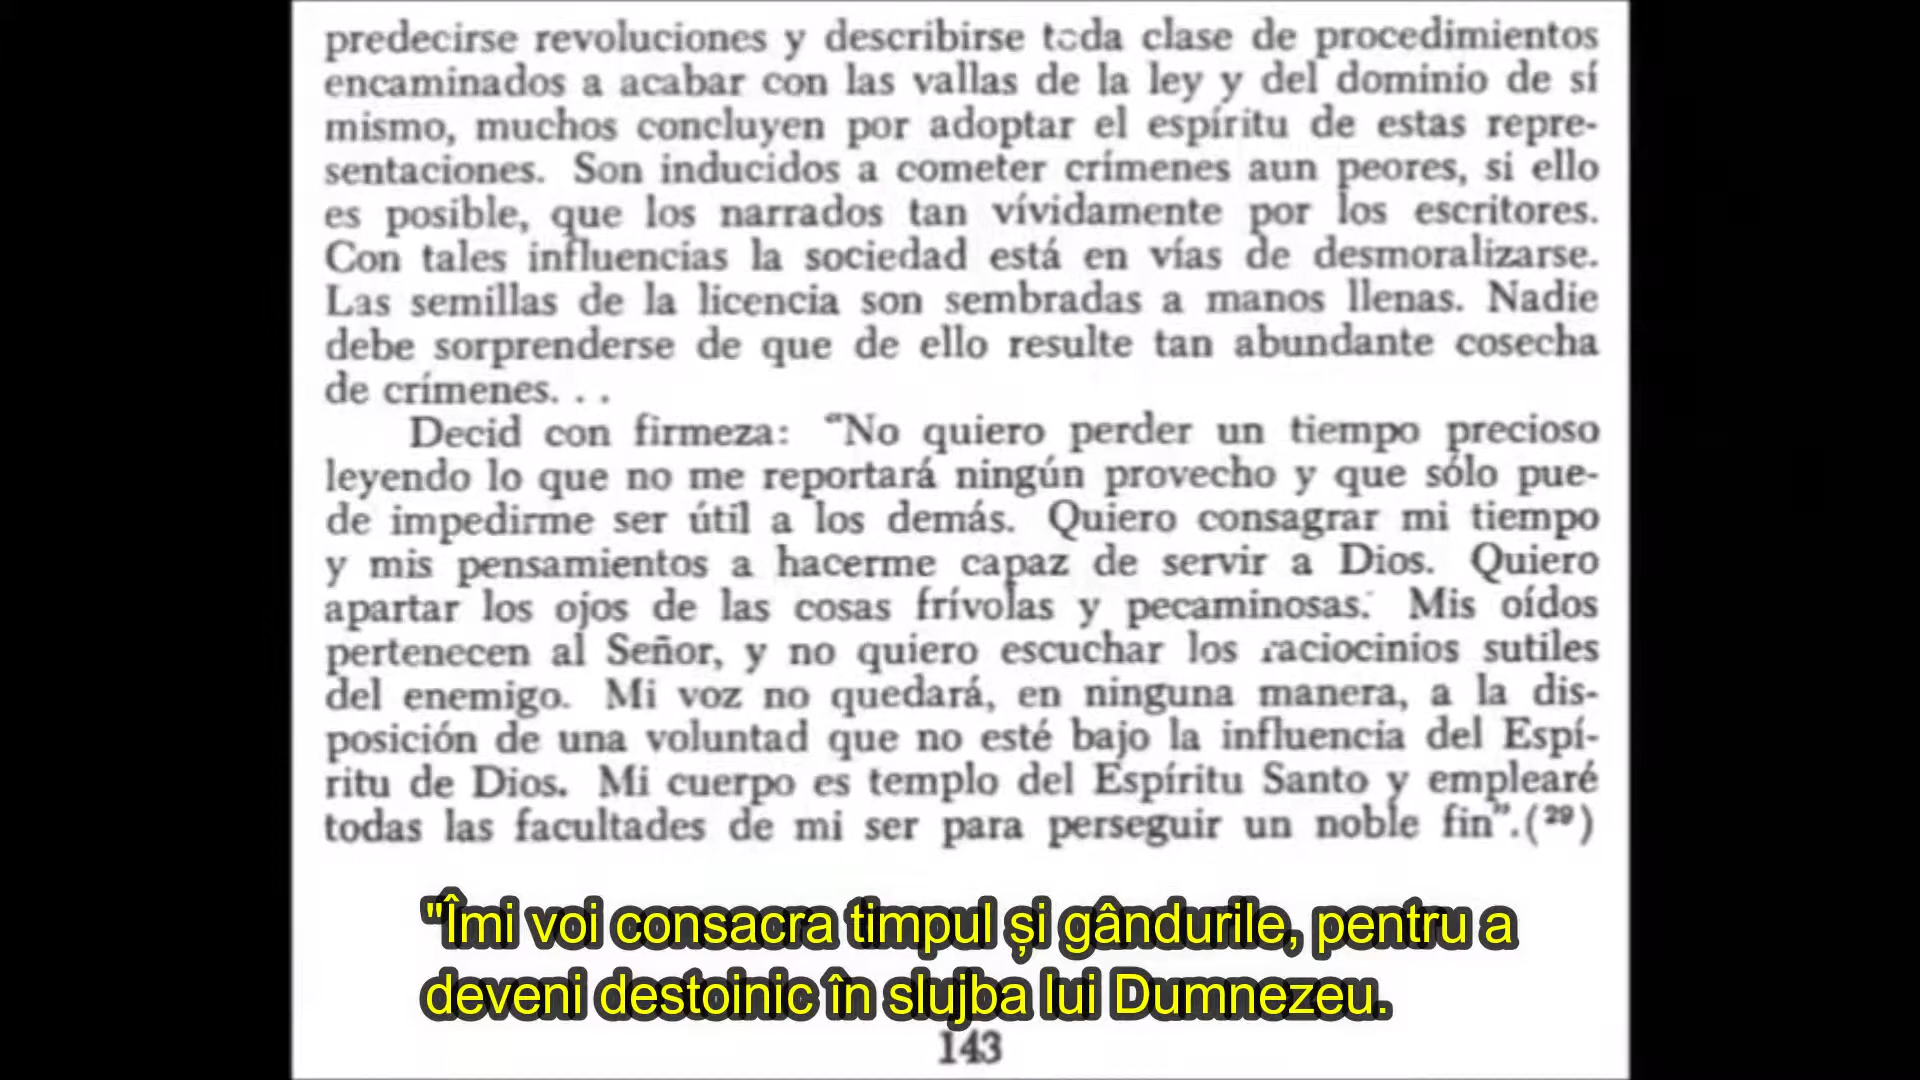 predecirse revoluciones y describirse toda clase de procedimientos
encaminados a acabar con las vallas de la ley y del dominio de sí
mismo, muchos concluyen por adoptar el espíritu de estas repre-
sentaciones. Son inducidos a cometer crímenes aun peores, si ello
es posible, que los narrados tan vívidamente por los escritores.
Con tales influencias la sociedad está en vías de desmoralizarse.
Las semillas de la licencia son sembradas a manos llenas. Nadie
debe sorprenderse de que de ello resulte tan abundante cosecha
de crímenes. . .
Decid con firmeza: “No quiero perder un tiempo precioso
leyendo lo que no me reportará ningún provecho y que sólo pue-
de impedirme ser útil a los demás. Quiero consagrar mi tiempo
y mis pensamientos a hacerme capaz de servir a Dios. Quiero
apartar los ojos de las cosas frívolas y pecaminosas. Mis oídos
pertenecen al Señor, y no quiero escuchar los raciocinios sutiles
del enemigo. Mi voz no quedará, en ninguna manera, a la dis-
posición de una voluntad que no esté bajo la influencia del Espí-
ritu de Dios. Mi cuerpo es templo del Espíritu Santo y emplearé
todas las facultades de mi ser para perseguir un noble fin”.(²⁹)
"Îmi voi consacra timpul și gândurile, pentru a
deveni destoinic în slujba lui Dumnezeu.
143